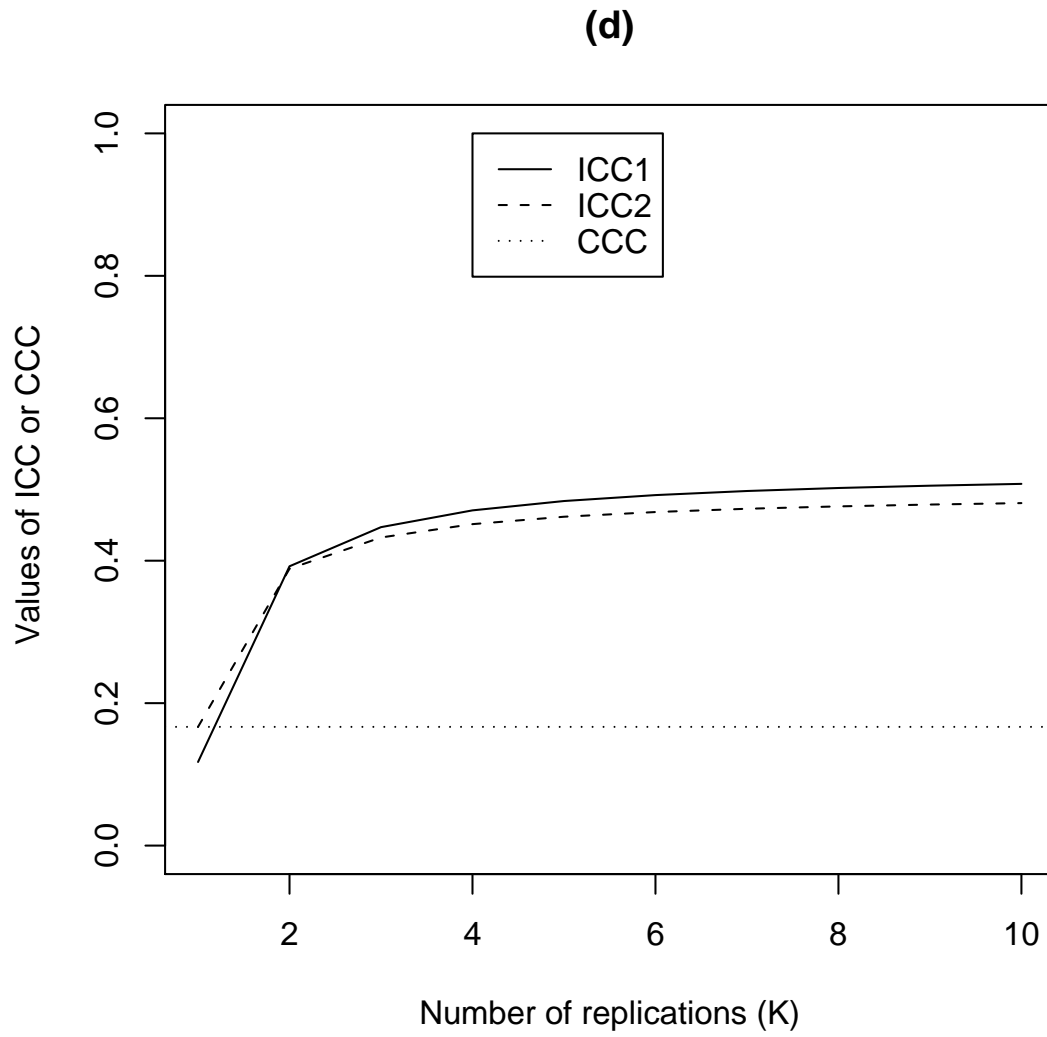 (d)
Values of ICC or CCC
1.0
0.8
0.6
0.4
0.2
0.0
ICC1
ICC2
CCC
2
4
6
8
10
Number of replications (K)